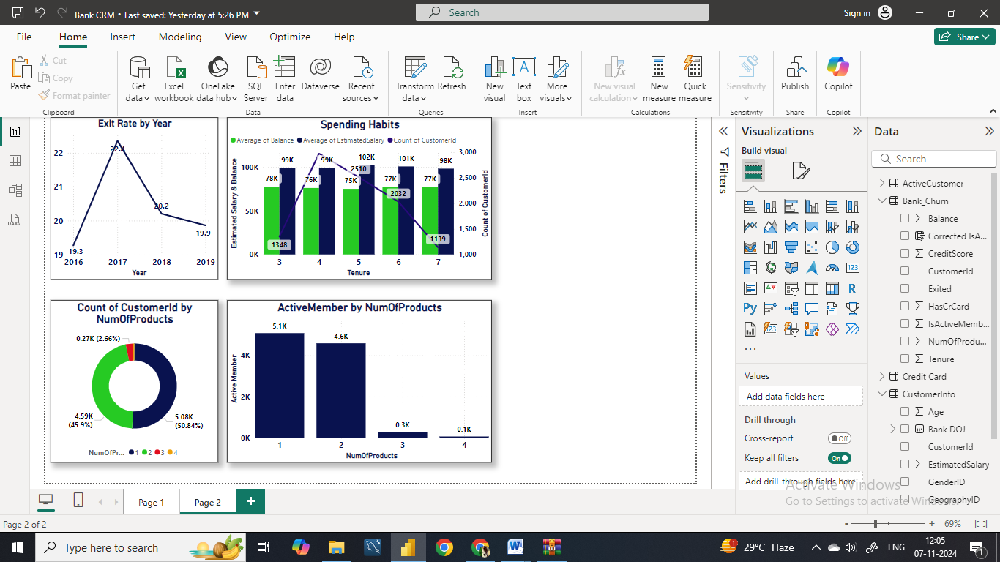 Bank CRM • Last saved: Yesterday at 5:26 PM
Search
Sign in
File Home Insert Modeling View Optimize Help
Share
Paste
Cut
Copy
Format painter
Clipboard
Get data
Excel workbook
OneLake data hub
SQL Server
Enter data
Dataverse
Recent sources
Data
Transform data
Refresh
Queries
New visual
Text box
More visuals
Insert
New visual calculation
New measure
Quick measure
Calculations
Sensitivity
Sensitivity
Publish
Share
Copilot
Copilot
Exit Rate by Year
22
21
20
19
22.4
20.2
19.9
19.3
2016 2017 2018 2019
Year
Spending Habits
Average of Balance Average of EstimatedSalary Count of CustomerId
Estimated Salary & Balance
100K
50K
0K
78K 99K 76K 99K 75K 102K 77K 101K 77K 98K
1348 2510 2032 1139
3,000
2,500
2,000
1,500
1,000
Count of CustomerId
3 4 5 6 7
Tenure
Count of CustomerId by
NumOfProducts
0.27K (2.66%)
4.59K
(45.9%)
5.08K
(50.84%)
NumOfPr... 1 2 3 4
ActiveMember by NumOfProducts
Active Member
4K
2K
0K
5.1K
4.6K
0.3K
0.1K
1 2 3 4
NumOfProducts
Filters
Visualizations
Build visual
123
R
Py
123
...
Values
Add data fields here
Drill through
Cross-report Off
Keep all filters On
Add drill-through fields here
Data
Search
ActiveCustomer
Bank_Churn
Balance
Corrected IsA...
CreditScore
CustomerId
Exited
HasCrCard
IsActiveMemb...
NumOfProdu...
Tenure
Credit Card
CustomerInfo
Age
Bank DOJ
CustomerId
EstimatedSalary
GenderID
GeographyID
Activate Windows
Go to Settings to activate Windows.
Page 1 Page 2 +
Page 2 of 2
- + 69%
Type here to search
29°C Haze
ENG
12:05
07-11-2024
1